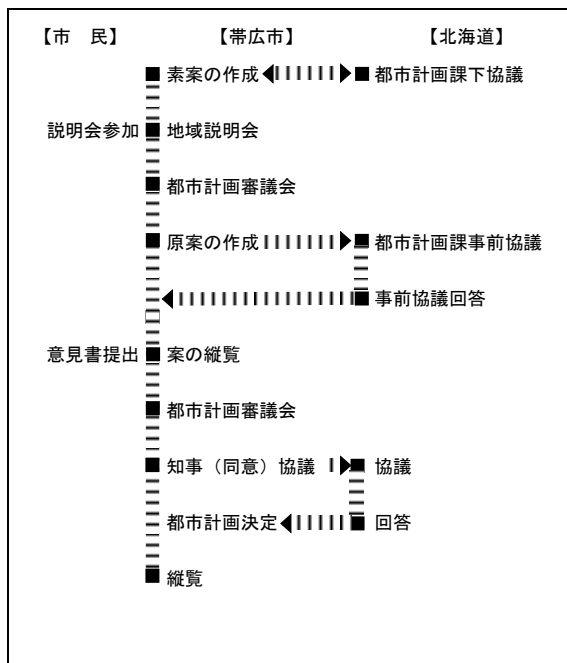 【市　民】　【帯広市】　【北海道】
素案の作成　都市計画課下協議
説明会参加　地域説明会
都市計画審議会
原案の作成　都市計画課事前協議
事前協議回答
意見書提出　案の縦覧
都市計画審議会
知事（同意）協議　協議
都市計画決定　回答
縦覧